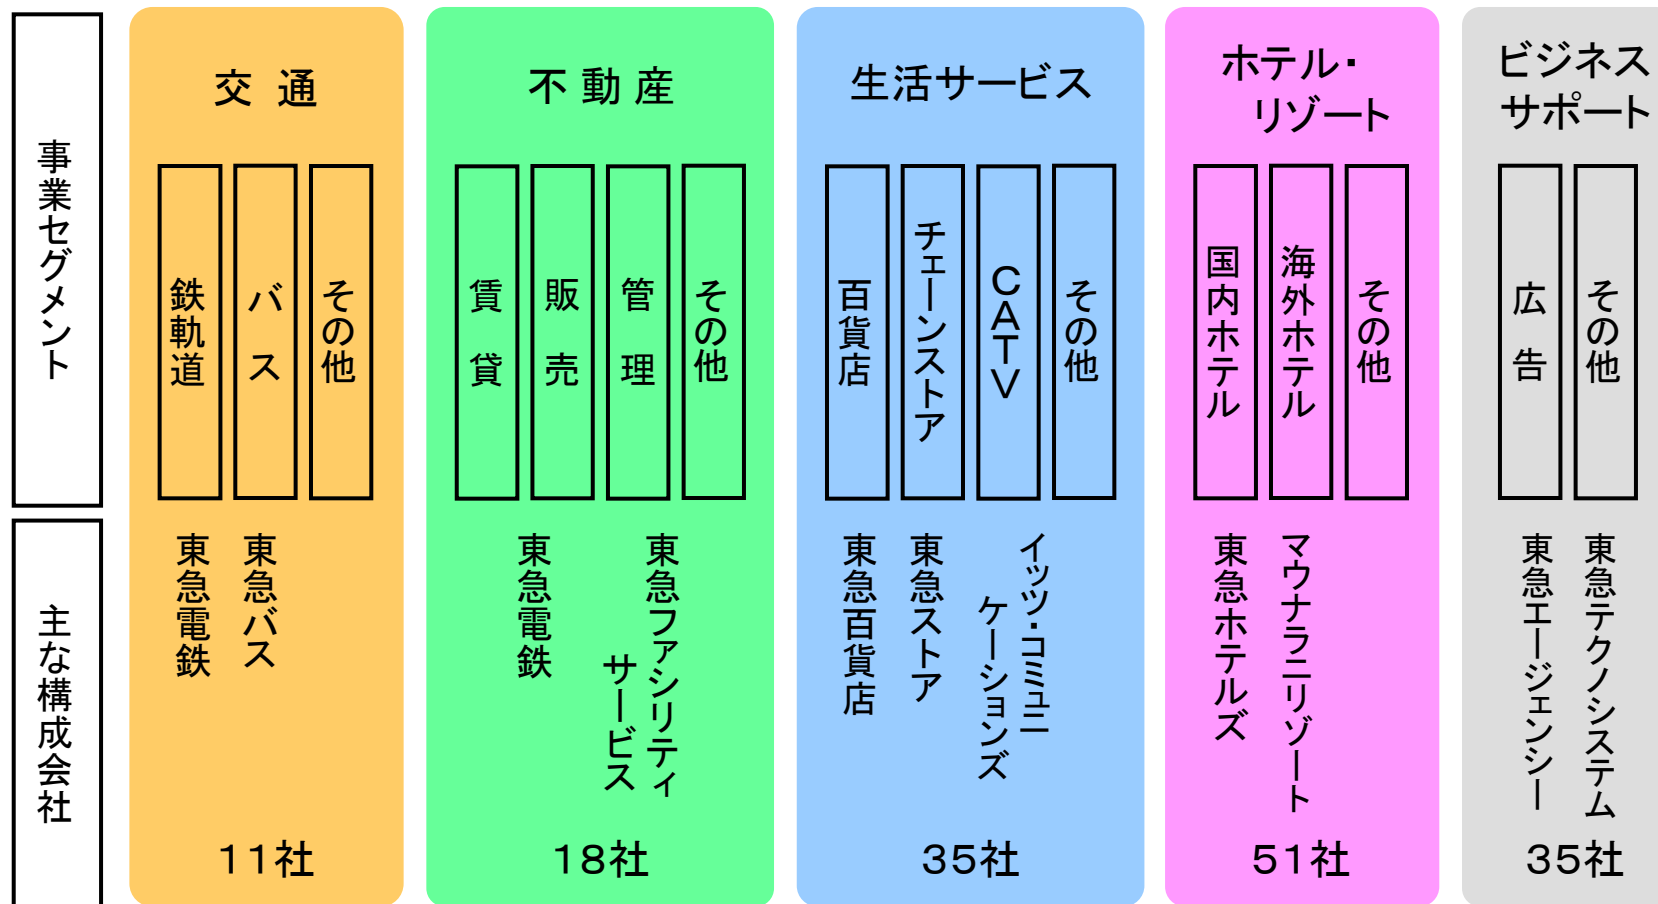 事業セグメント
交通
鉄軌道
バス
その他
不動産
賃貸
販売
管理
その他
生活サービス
百貨店
チェーンストア
CATV
その他
ホテル・
リゾート
国内ホテル
海外ホテル
その他
ビジネス
サポート
広告
その他
主な構成会社
東急電鉄
東急バス
11社
東急電鉄
東急ファシリティ
サービス
18社
東急百貨店
東急ストア
イッツ・コミュニ
ケーションズ
35社
東急ホテルズ
マウナラニリゾート
51社
東急エージェンシー
東急テクノシステム
35社